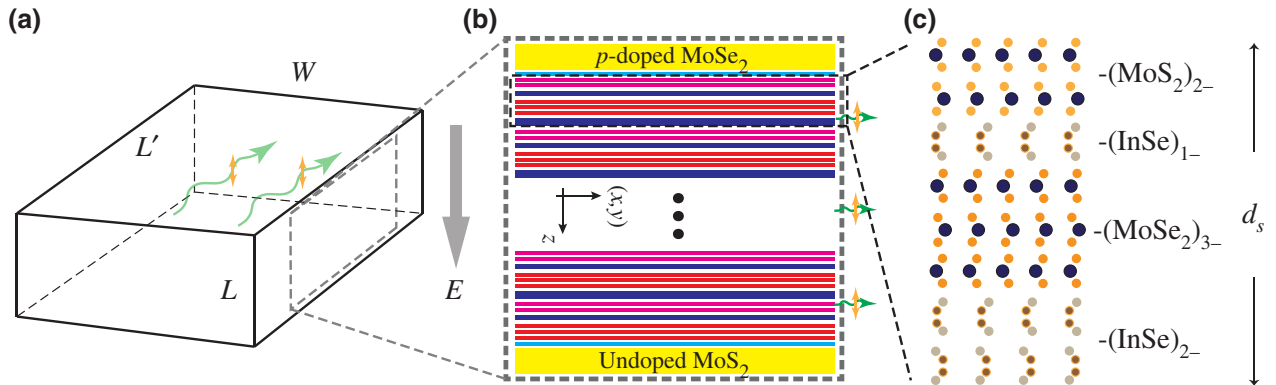 (a)
W
L′
L
E
(b)
p-doped MoSe2
(x,y)
z
Undoped MoS2
(c)
-(MoS2)2−
-(InSe)1−
-(MoSe2)3−
ds
-(InSe)2−